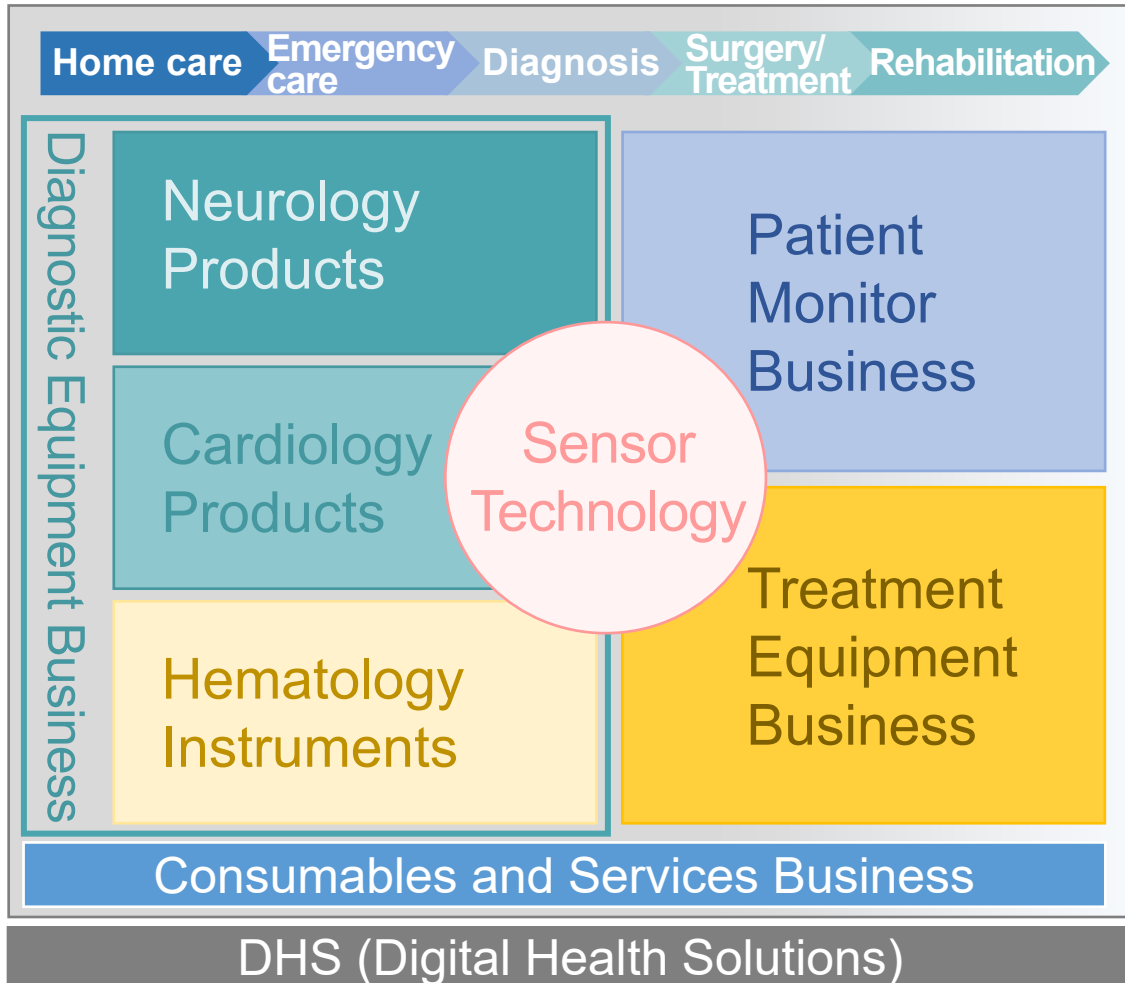 Home care
Emergency
care
Diagnosis
Surgery/
Treatment
Rehabilitation
Diagnostic Equipment Business
Neurology
Products
Cardiology
Products
Hematology
Instruments
Sensor
Technology
Patient
Monitor
Business
Treatment
Equipment
Business
Consumables and Services Business
DHS (Digital Health Solutions)